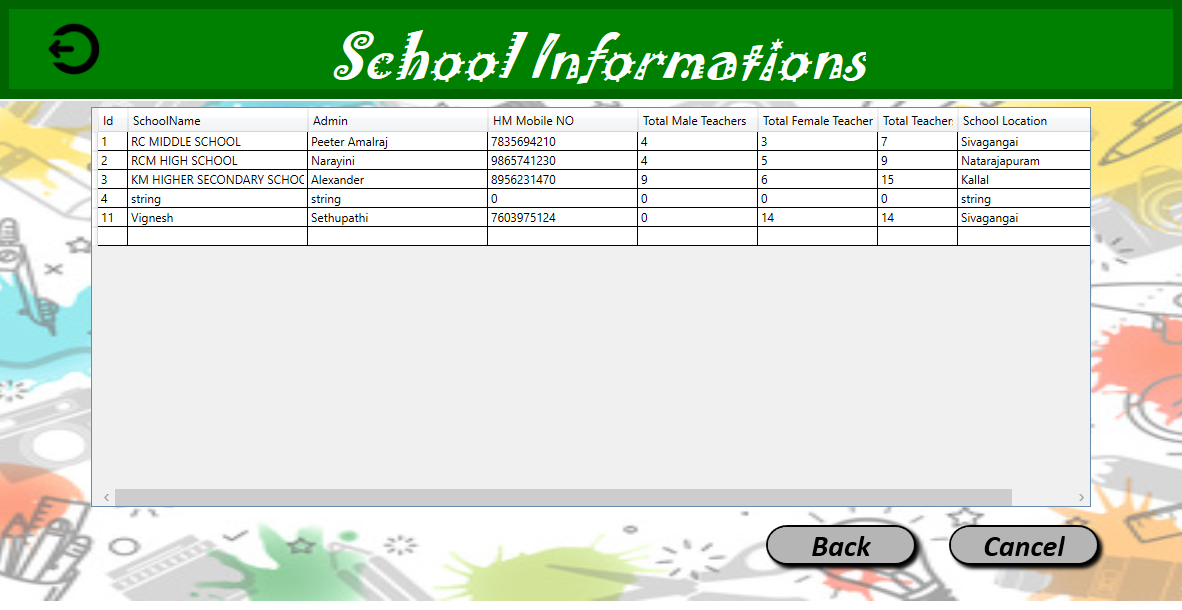 School Informations
Id SchoolName Admin HM Mobile NO Total Male Teachers Total Female Teacher Total Teacher School Location
1 RC MIDDLE SCHOOL Peeter Amalraj 7835694210 4 3 7 Sivagangai
2 RCM HIGH SCHOOL Narayini 9865741230 4 5 9 Natarajapuram
3 KM HIGHER SECONDARY SCHOC Alexander 8956231470 9 6 15 Kallal
4 string string 0 0 0 0 string
11 Vignesh Sethupathi 7603975124 0 14 14 Sivagangai
Back Cancel